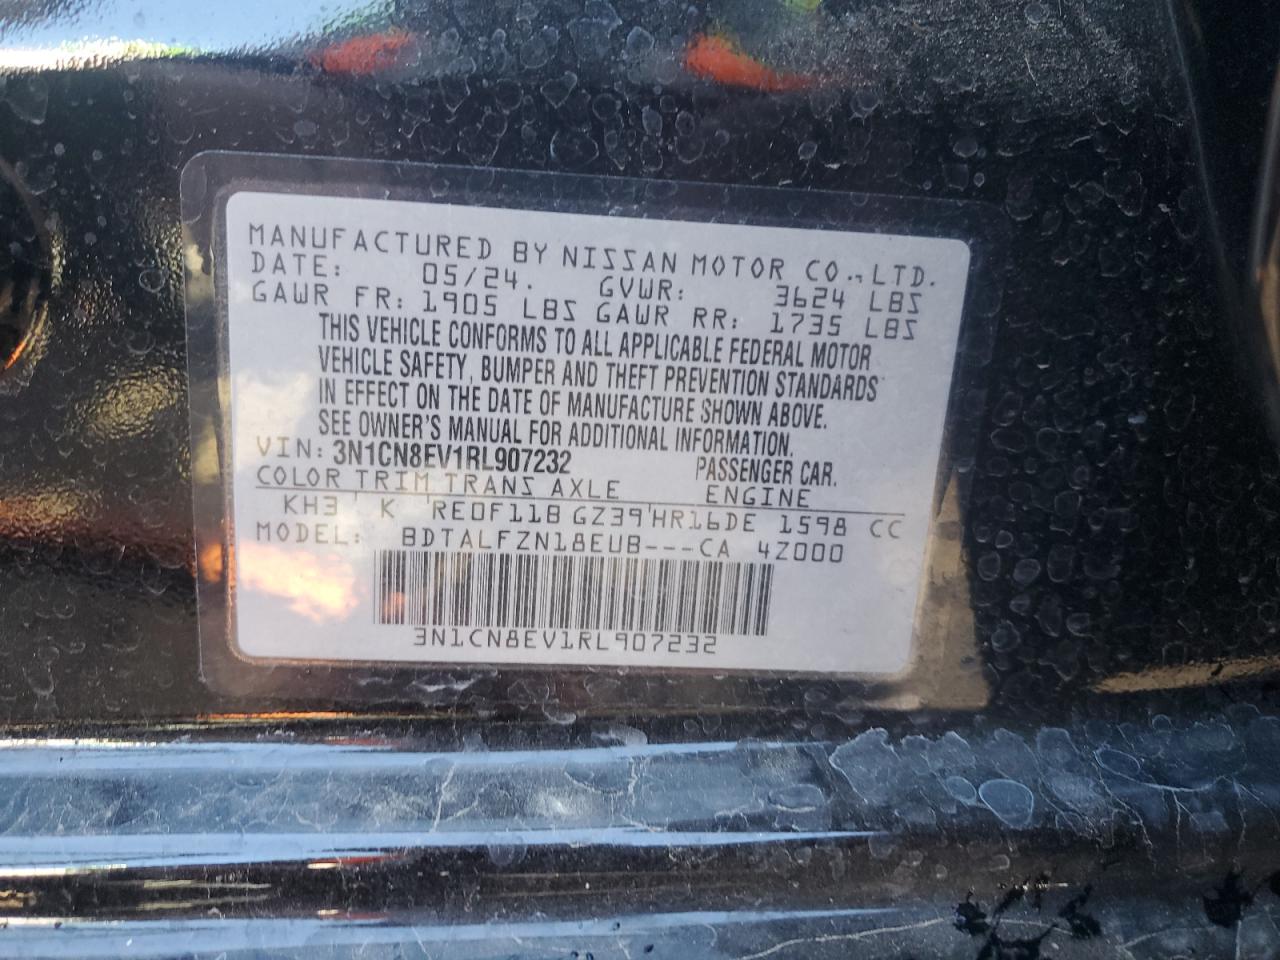 MANUFACTURED BY NISSAN MOTOR CO., LTD.
DATE: 05/24. GVWR: 3624 LBS
GAWR FR: 1905 LBS GAWR RR: 1735 LBS
THIS VEHICLE CONFORMS TO ALL APPLICABLE FEDERAL MOTOR
VEHICLE SAFETY, BUMPER AND THEFT PREVENTION STANDARDS
IN EFFECT ON THE DATE OF MANUFACTURE SHOWN ABOVE.
SEE OWNER'S MANUAL FOR ADDITIONAL INFORMATION.
VIN: 3N1CN8EV1RL907232 PASSENGER CAR.
COLOR TRIM TRANS AXLE ENGINE
KH3 K RE0F11B GZ39 HR16DE 1598 CC
MODEL: BDTALFZN18EUB---CA 4Z000
3N1CN8EV1RL907232